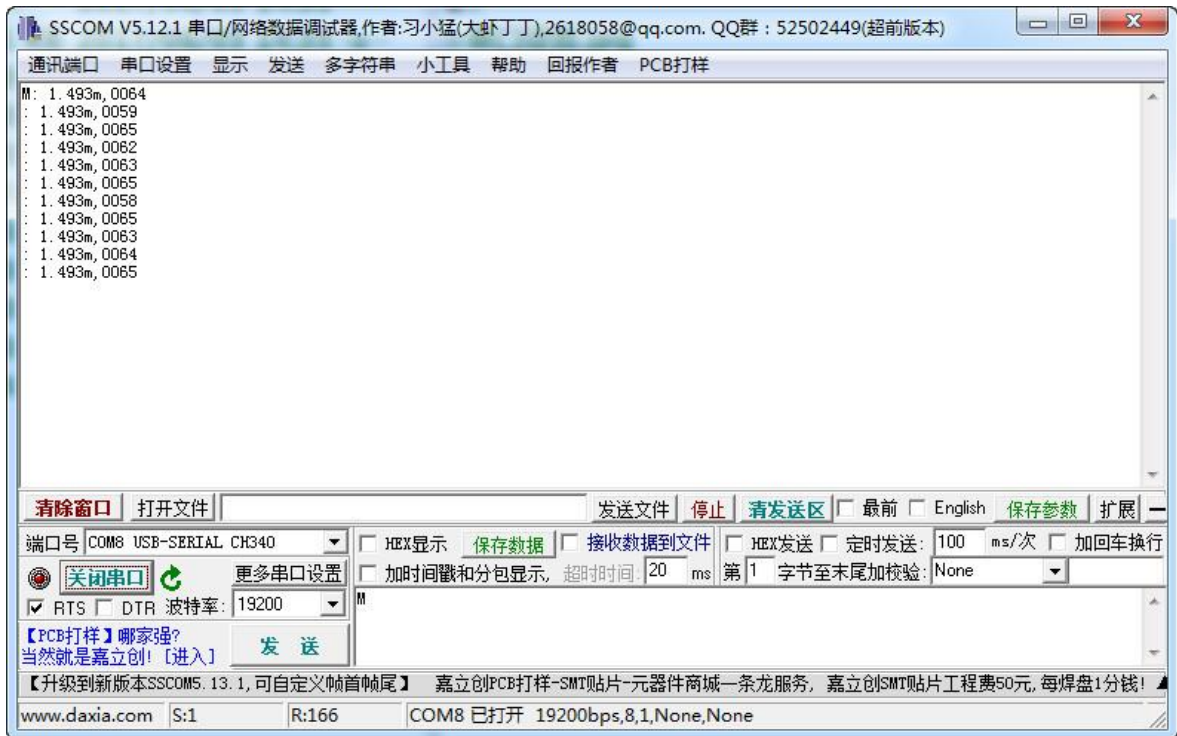 SSCOM V5.12.1 串口/网络数据调试器,作者:习小猛(大虾丁丁),2618058@qq.com. QQ群：52502449(超前版本)
通讯端口 串口设置 显示 发送 多字符串 小工具 帮助 回报作者 PCB打样
M: 1.493m,0064
: 1.493m,0059
: 1.493m,0065
: 1.493m,0062
: 1.493m,0063
: 1.493m,0065
: 1.493m,0058
: 1.493m,0065
: 1.493m,0063
: 1.493m,0064
: 1.493m,0065
清除窗口 打开文件 发送文件 停止 清发送区 最前 English 保存参数 扩展 —
端口号 COM8 USB-SERIAL CH340 HEX显示 保存数据 接收数据到文件 HEX发送 定时发送: 100 ms/次 加回车换行
关闭串口 更多串口设置 加时间戳和分包显示, 超时时间: 20 ms 第 1 字节至末尾加校验: None
RTS DTR 波特率: 19200 M
【PCB打样】哪家强?
当然就是嘉立创! [进入] 发 送
【升级到新版本SSCOM5.13.1,可自定义帧首帧尾】 嘉立创PCB打样-SMT贴片-元器件商城一条龙服务, 嘉立创SMT贴片工程费50元,每焊盘1分钱!
www.daxia.com S:1 R:166 COM8 已打开 19200bps,8,1,None,None